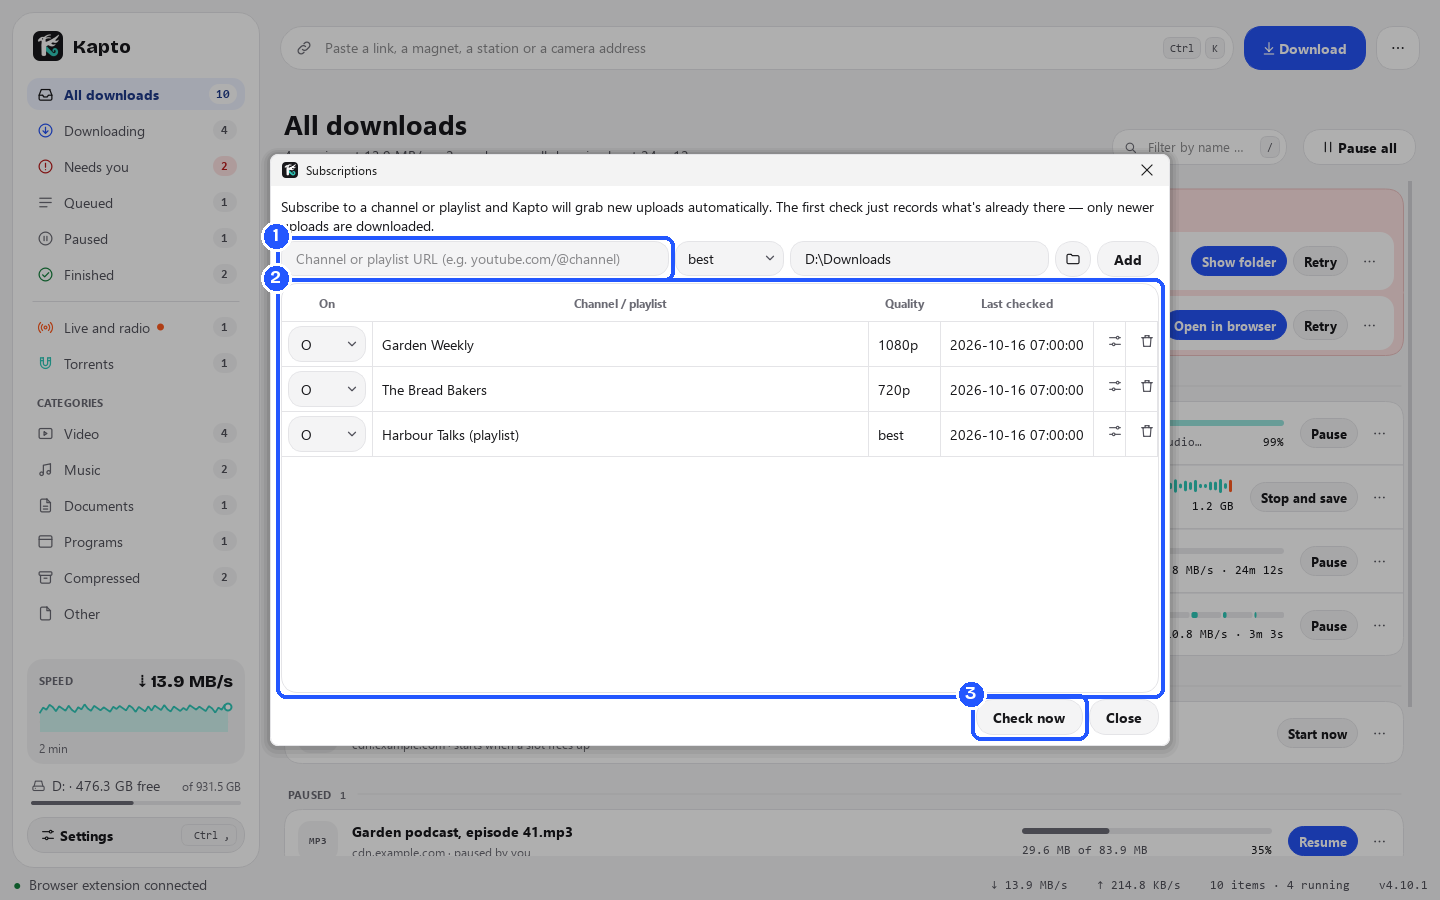 Kapto
Paste a link, a magnet, a station or a camera address
Ctrl K
Download
All downloads 10
Downloading 4
Needs you 2
Queued 1
Paused 1
Finished 2
Live and radio 1
Torrents 1
CATEGORIES
Video 4
Music 2
Documents 1
Programs 1
Compressed 2
Other
SPEED ↓ 13.9 MB/s
2 min
D: · 476.3 GB free of 931.5 GB
Settings Ctrl ,
Browser extension connected
All downloads
Filter by name ... /
Pause all
Subscriptions
Subscribe to a channel or playlist and Kapto will grab new uploads automatically. The first check just records what's already there — only newer
uploads are downloaded.
1
Channel or playlist URL (e.g. youtube.com/@channel)
best
D:\Downloads
Add
2
On Channel / playlist Quality Last checked
O Garden Weekly 1080p 2026-10-16 07:00:00
O The Bread Bakers 720p 2026-10-16 07:00:00
O Harbour Talks (playlist) best 2026-10-16 07:00:00
3
Check now
Close
Show folder Retry
Open in browser Retry
udio… 99% Pause
1.2 GB Stop and save
8 MB/s · 24m 12s Pause
0.8 MB/s · 3m 3s Pause
cdn.example.com · starts when a slot frees up
Start now
PAUSED 1
MP3
Garden podcast, episode 41.mp3
cdn.example.com · paused by you
29.6 MB of 83.9 MB 35%
Resume
↓ 13.9 MB/s ↑ 214.8 KB/s 10 items · 4 running v4.10.1